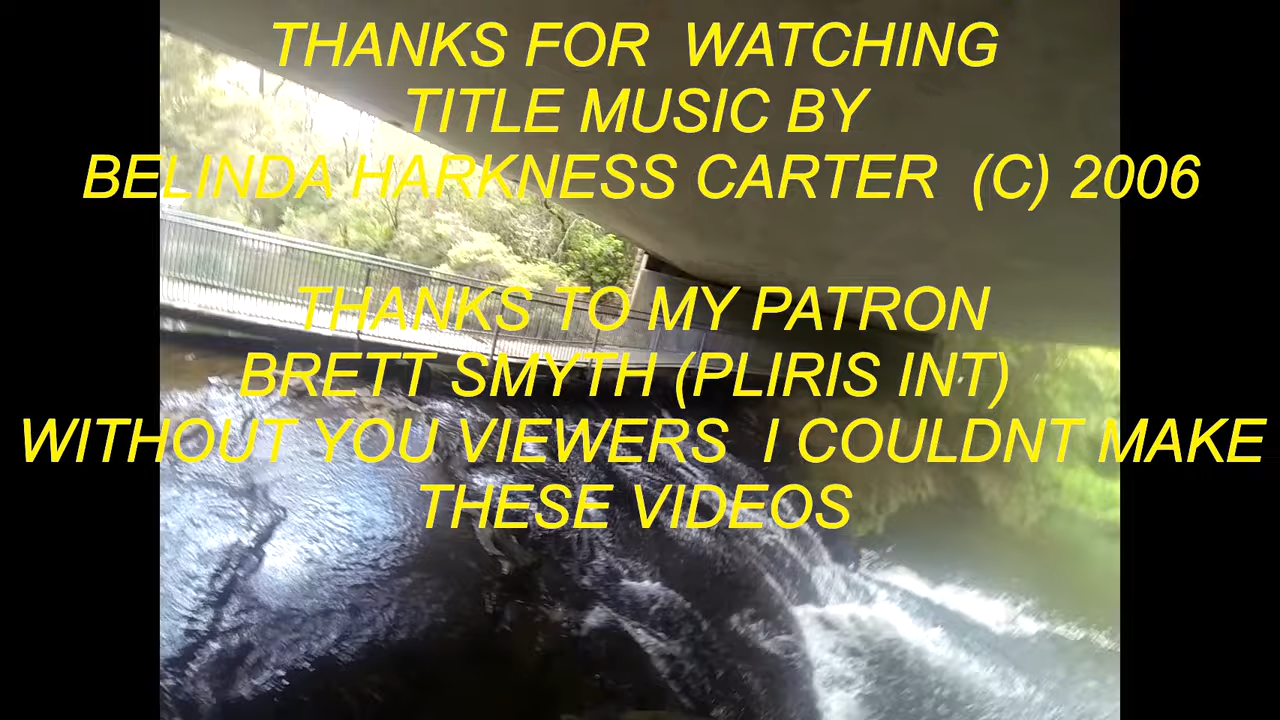 THANKS FOR WATCHING
TITLE MUSIC BY
BELINDA HARKNESS CARTER (C) 2006
THANKS TO MY PATRON
BRETT SMYTH (PLIRIS INT)
WITHOUT YOU VIEWERS I COULDNT MAKE
THESE VIDEOS